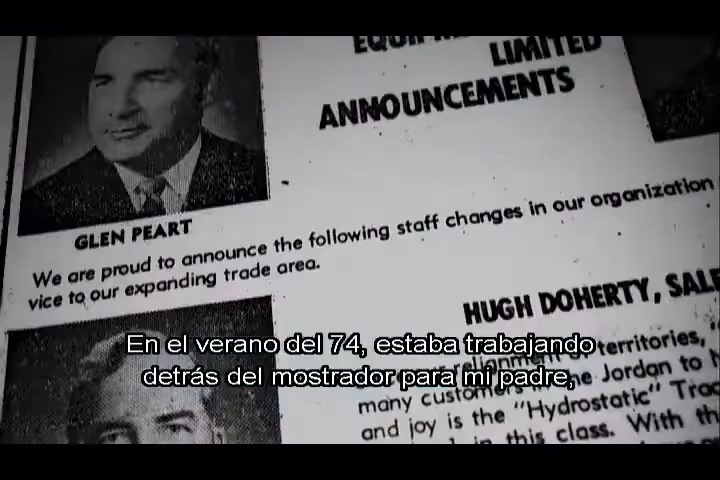 LIMITED
ANNOUNCEMENTS
GLEN PEART
We are proud to announce the following staff changes in our organization
vice to our expanding trade area.
HUGH DOHERTY,
territories,
many customers Jordan to
and joy is the "Hydrostatic"
in this class. With
En el verano del 74, estaba trabajando
detrás del mostrador para mi padre,